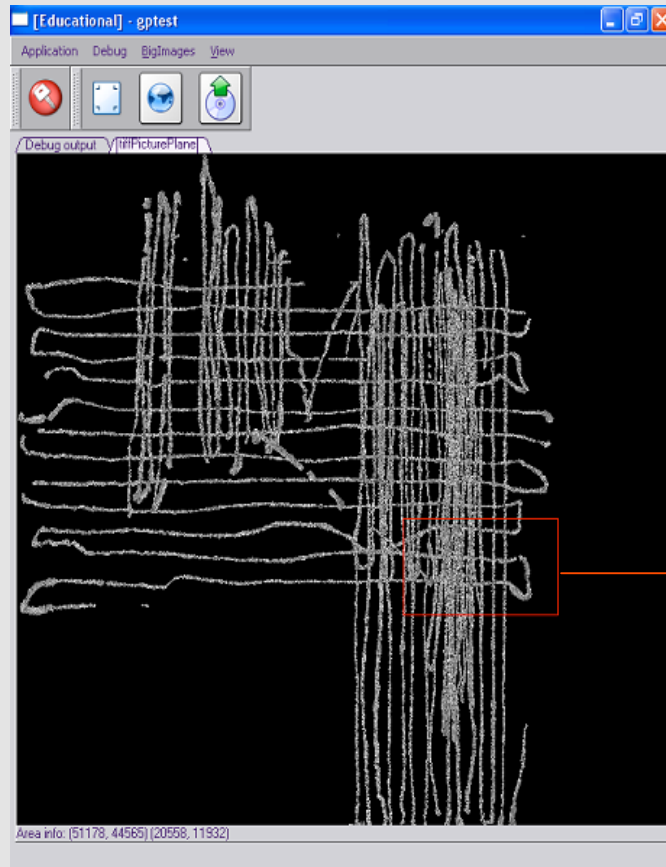 [Educational] - gptest
Application Debug BigImages View
Debug output tiffPicturePlane
Area info: (51178, 44565) (20558, 11932)